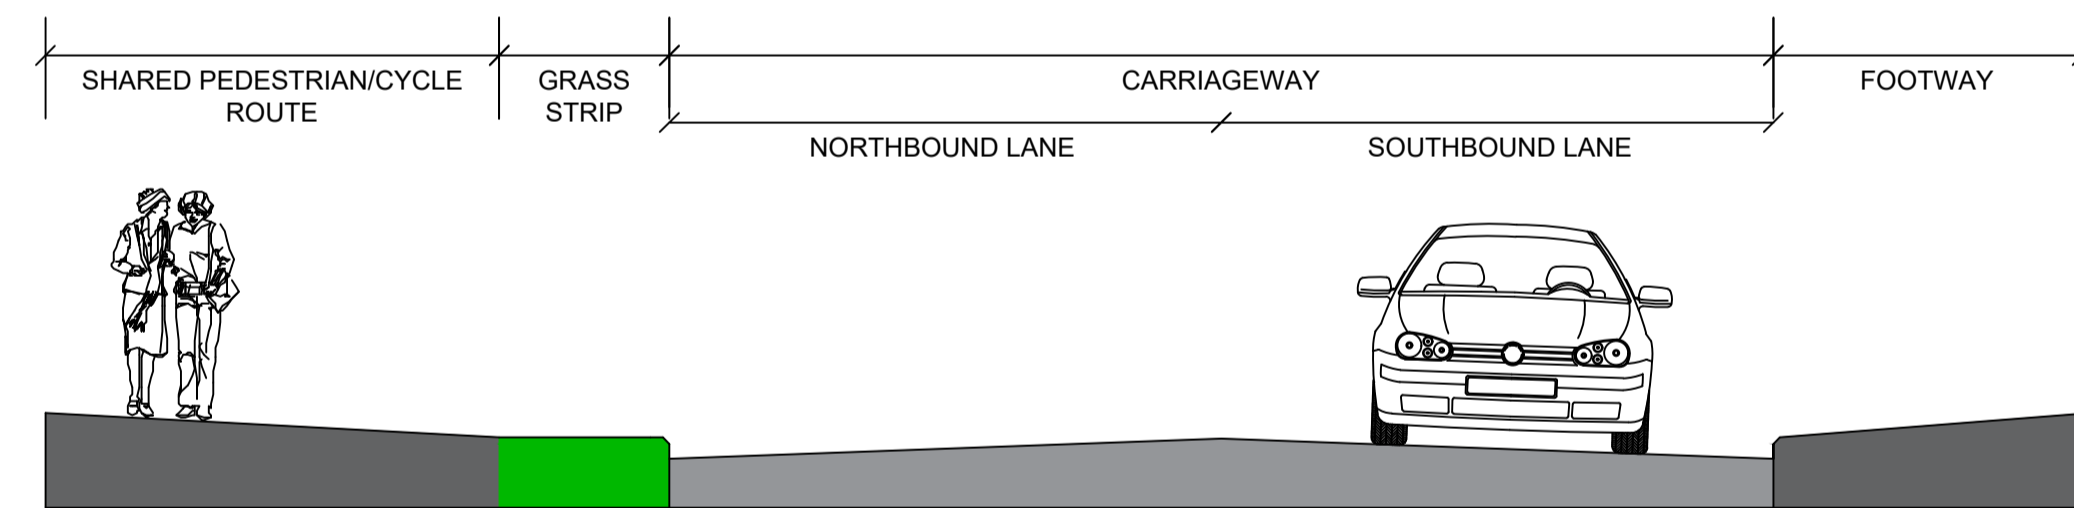 SHARED PEDESTRIAN/CYCLE
ROUTE
GRASS
STRIP
CARRIAGEWAY
FOOTWAY
NORTHBOUND LANE
SOUTHBOUND LANE